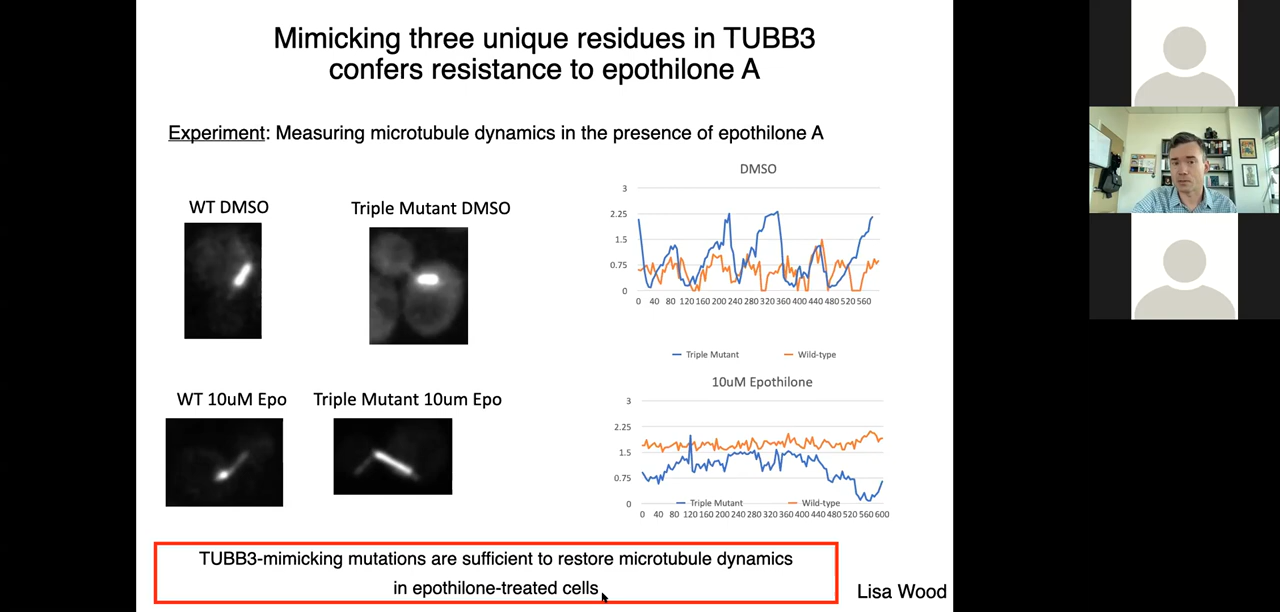 Mimicking three unique residues in TUBB3
confers resistance to epothilone A
Experiment: Measuring microtubule dynamics in the presence of epothilone A
WT DMSO
Triple Mutant DMSO
DMSO
3
2.25
1.5
0.75
0
0 40 80 120 160 200 240 280 320 360 400 440 480 520 560
Triple Mutant Wild-type
WT 10uM Epo
Triple Mutant 10um Epo
10uM Epothilone
3
2.25
1.5
0.75
0
Triple Mutant Wild-type
0 40 80 120 160 200 240 280 320 360 400 440 480 520 560 600
TUBB3-mimicking mutations are sufficient to restore microtubule dynamics
in epothilone-treated cells
Lisa Wood